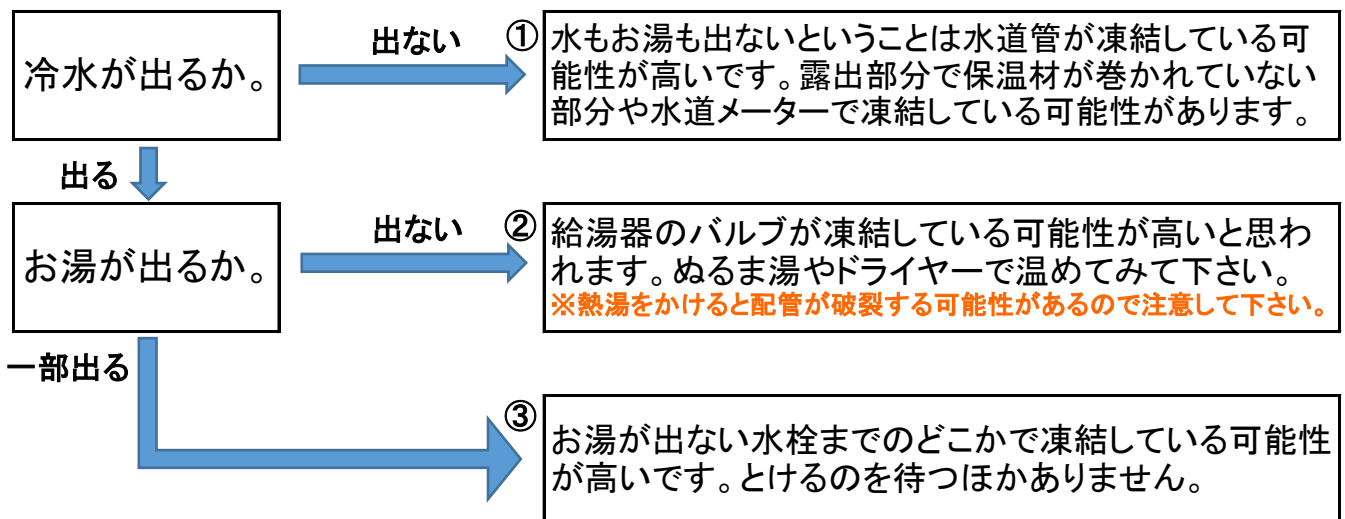 冷水が出るか。
出ない
①
水もお湯も出ないということは水道管が凍結している可
能性が高いです。露出部分で保温材が巻かれていない
部分や水道メーターで凍結している可能性があります。
出る
お湯が出るか。
出ない
②
給湯器のバルブが凍結している可能性が高いと思わ
れます。ぬるま湯やドライヤーで温めてみて下さい。
※熱湯をかけると配管が破裂する可能性があるので注意して下さい。
一部出る
③
お湯が出ない水栓までのどこかで凍結している可能性
が高いです。とけるのを待つほかありません。